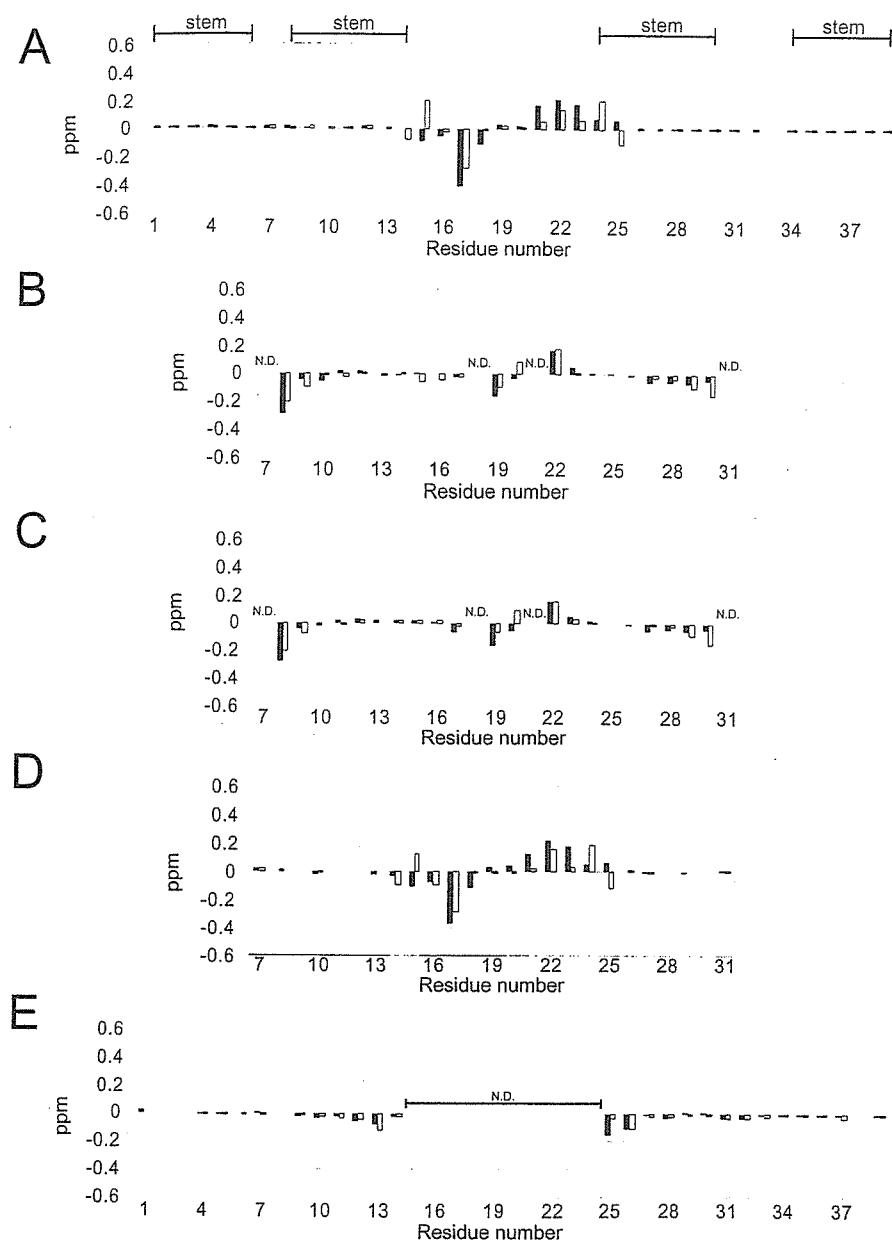 stem stem stem stem
A
0.6
0.4
0.2
0
-0.2
-0.4
-0.6
ppm
1 4 7 10 13 16 19 22 25 28 31 34 37
Residue number
B
0.6
0.4
0.2
0
-0.2
-0.4
-0.6
ppm
N.D. N.D. N.D. N.D.
7 10 13 16 19 22 25 28 31
Residue number
C
0.6
0.4
0.2
0
-0.2
-0.4
-0.6
ppm
N.D. N.D. N.D. N.D.
7 10 13 16 19 22 25 28 31
Residue number
D
0.6
0.4
0.2
0
-0.2
-0.4
-0.6
ppm
7 10 13 16 19 22 25 28 31
Residue number
E
0.6
0.4
0.2
0
-0.2
-0.4
-0.6
ppm
N.D.
1 4 7 10 13 16 19 22 25 28 31 34 37
Residue number